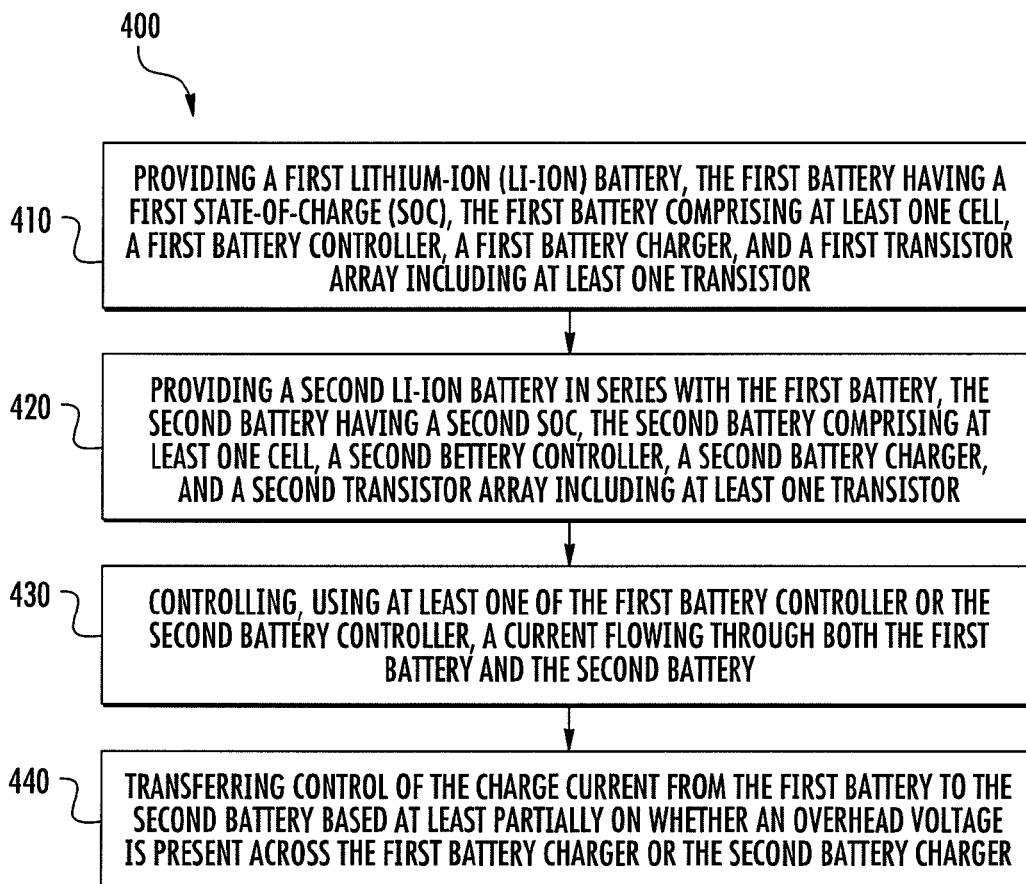 400
410
PROVIDING A FIRST LITHIUM-ION (LI-ION) BATTERY, THE FIRST BATTERY HAVING A
FIRST STATE-OF-CHARGE (SOC), THE FIRST BATTERY COMPRISING AT LEAST ONE CELL,
A FIRST BATTERY CONTROLLER, A FIRST BATTERY CHARGER, AND A FIRST TRANSISTOR
ARRAY INCLUDING AT LEAST ONE TRANSISTOR
420
PROVIDING A SECOND LI-ION BATTERY IN SERIES WITH THE FIRST BATTERY, THE
SECOND BATTERY HAVING A SECOND SOC, THE SECOND BATTERY COMPRISING AT
LEAST ONE CELL, A SECOND BETTERY CONTROLLER, A SECOND BATTERY CHARGER,
AND A SECOND TRANSISTOR ARRAY INCLUDING AT LEAST ONE TRANSISTOR
430
CONTROLLING, USING AT LEAST ONE OF THE FIRST BATTERY CONTROLLER OR THE
SECOND BATTERY CONTROLLER, A CURRENT FLOWING THROUGH BOTH THE FIRST
BATTERY AND THE SECOND BATTERY
440
TRANSFERRING CONTROL OF THE CHARGE CURRENT FROM THE FIRST BATTERY TO THE
SECOND BATTERY BASED AT LEAST PARTIALLY ON WHETHER AN OVERHEAD VOLTAGE
IS PRESENT ACROSS THE FIRST BATTERY CHARGER OR THE SECOND BATTERY CHARGER